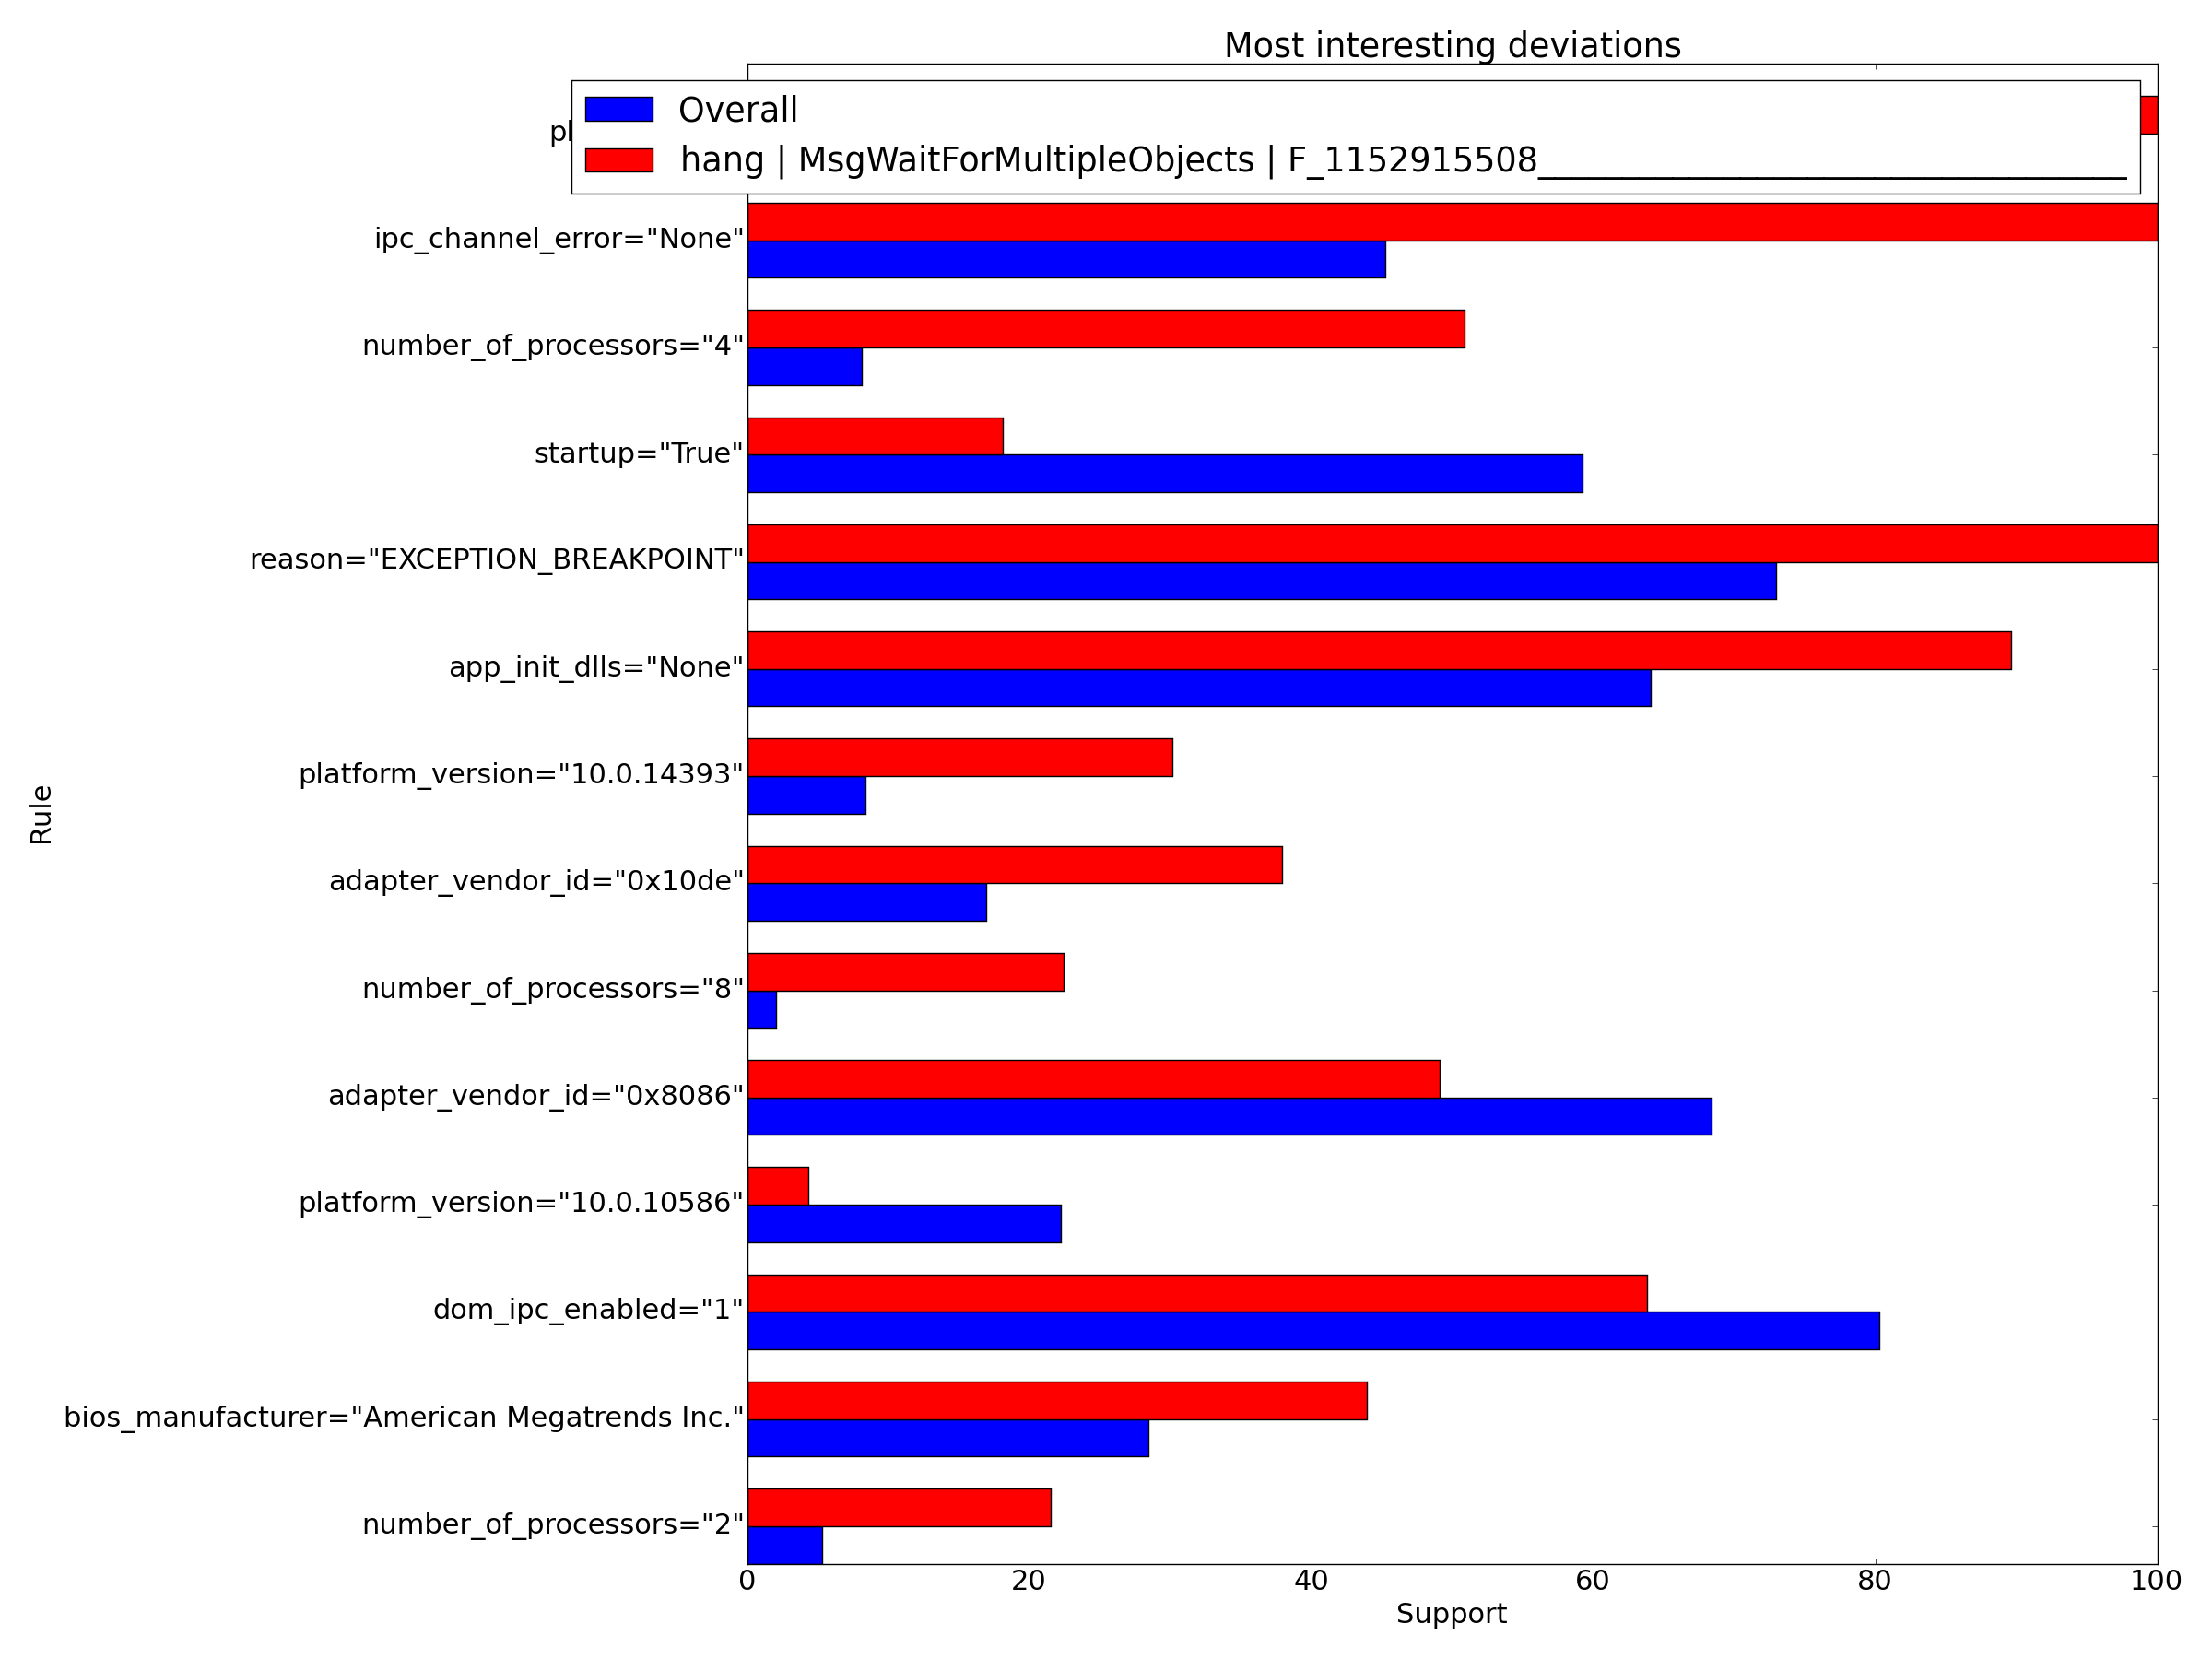 Most interesting deviations
Overall
hang | MsgWaitForMultipleObjects | F_1152915508___________________________________
ipc_channel_error="None"
number_of_processors="4"
startup="True"
reason="EXCEPTION_BREAKPOINT"
app_init_dlls="None"
platform_version="10.0.14393"
adapter_vendor_id="0x10de"
number_of_processors="8"
adapter_vendor_id="0x8086"
platform_version="10.0.10586"
dom_ipc_enabled="1"
bios_manufacturer="American Megatrends Inc."
number_of_processors="2"
Rule
0 20 40 60 80 100
Support